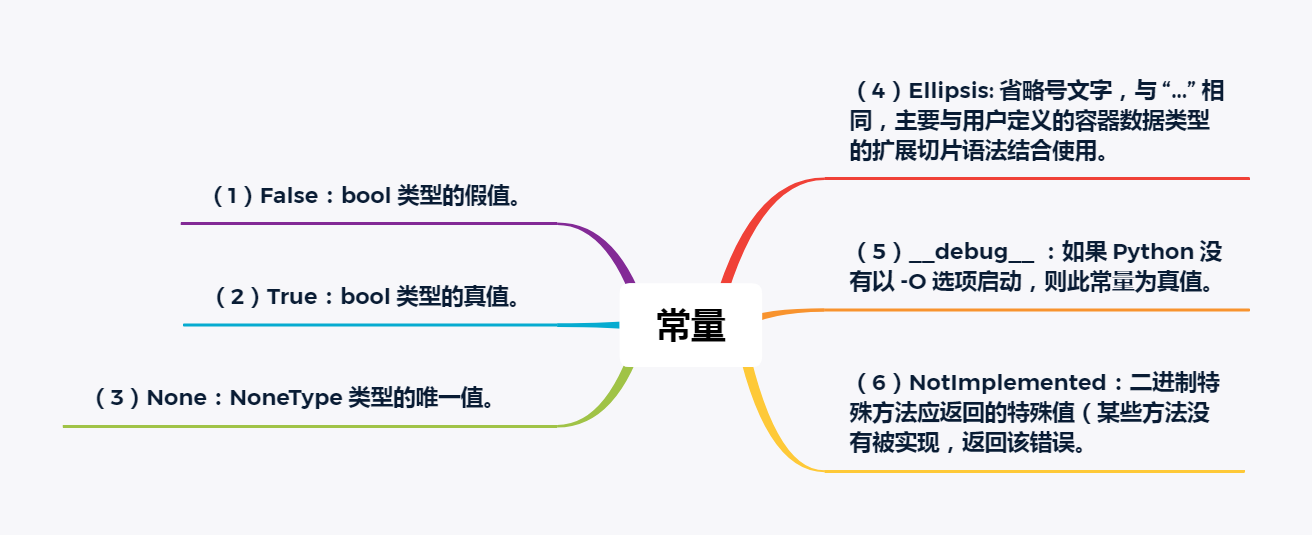 （1）False：bool 类型的假值。
（2）True：bool 类型的真值。
（3）None：NoneType 类型的唯一值。
常量
（4）Ellipsis: 省略号文字，与 “...” 相
同，主要与用户定义的容器数据类型
的扩展切片语法结合使用。
（5）__debug__ ：如果 Python 没
有以 -O 选项启动，则此常量为真值。
（6）NotImplemented：二进制特
殊方法应返回的特殊值（某些方法没
有被实现，返回该错误。